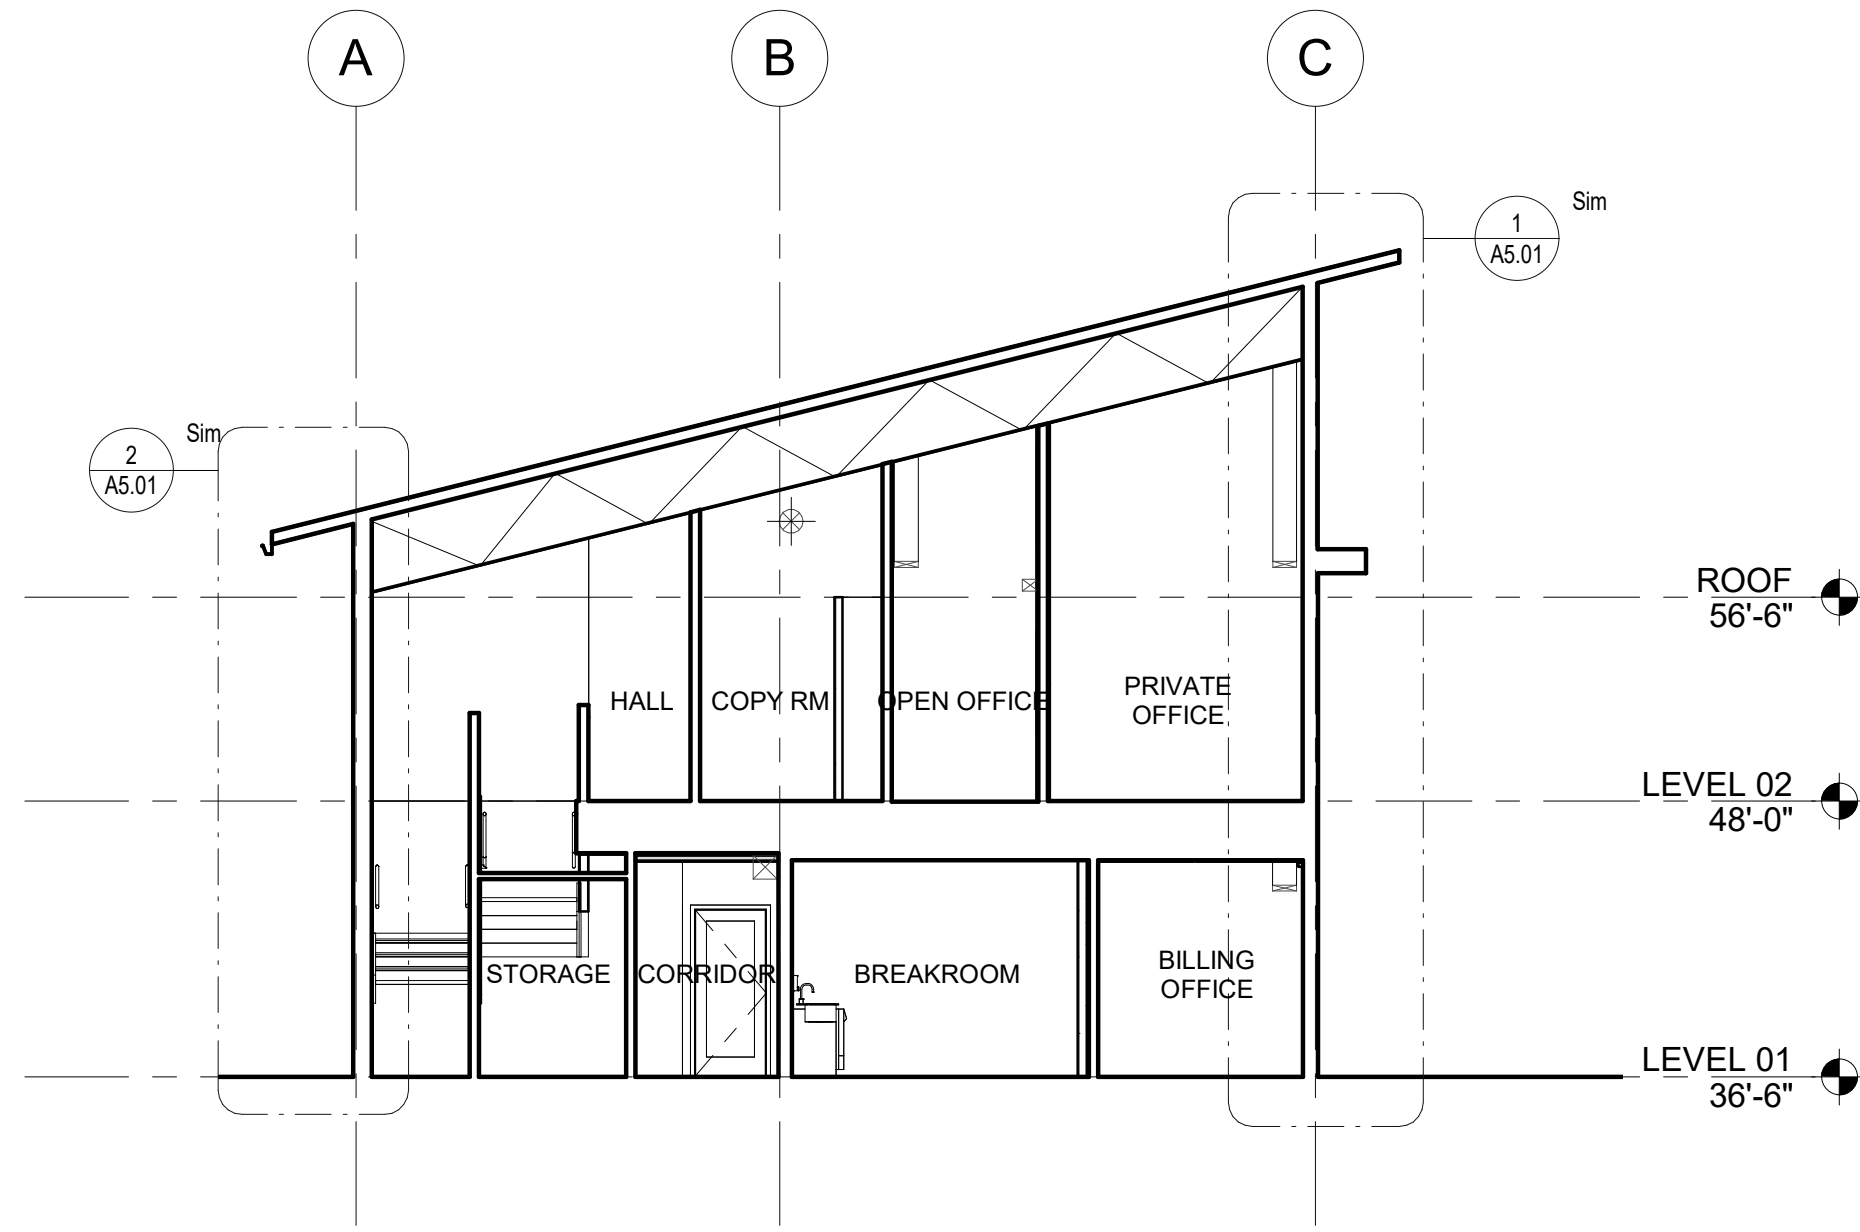 A
B
C
Sim
1
A5.01
Sim
2
A5.01
ROOF
56'-6"
HALL
COPY RM
OPEN OFFICE
PRIVATE
OFFICE
LEVEL 02
48'-0"
STORAGE
CORRIDOR
BREAKROOM
BILLING
OFFICE
LEVEL 01
36'-6"